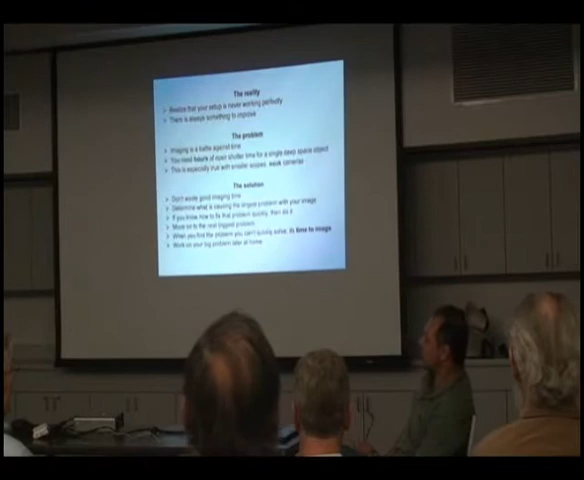 The reality
Realize that your setup is never working perfectly
There is always something to improve
The problem
Imaging is a battle against time
You need hours of open shutter time for a single deep space object
This is especially true with smaller scopes, weak cameras
The solution
Don't waste good imaging time
Determine what is causing the largest problem with your image
If you know how to fix that problem quickly, then do it
Move on to the next biggest problem
When you find the problem you can't quickly solve, its time to image
Work on your big problem later at home